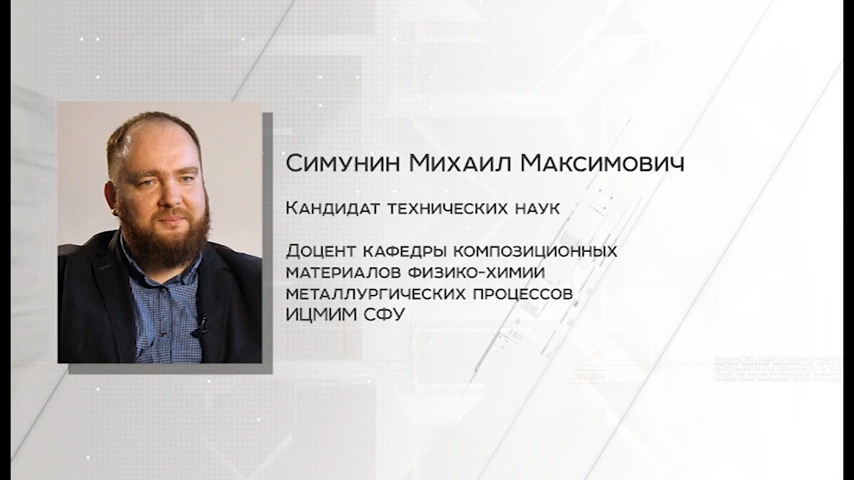 Симунин Михаил Максимович
Кандидат технических наук
Доцент кафедры композиционных
материалов физико-химии
металлургических процессов
ИЦМИМ СФУ